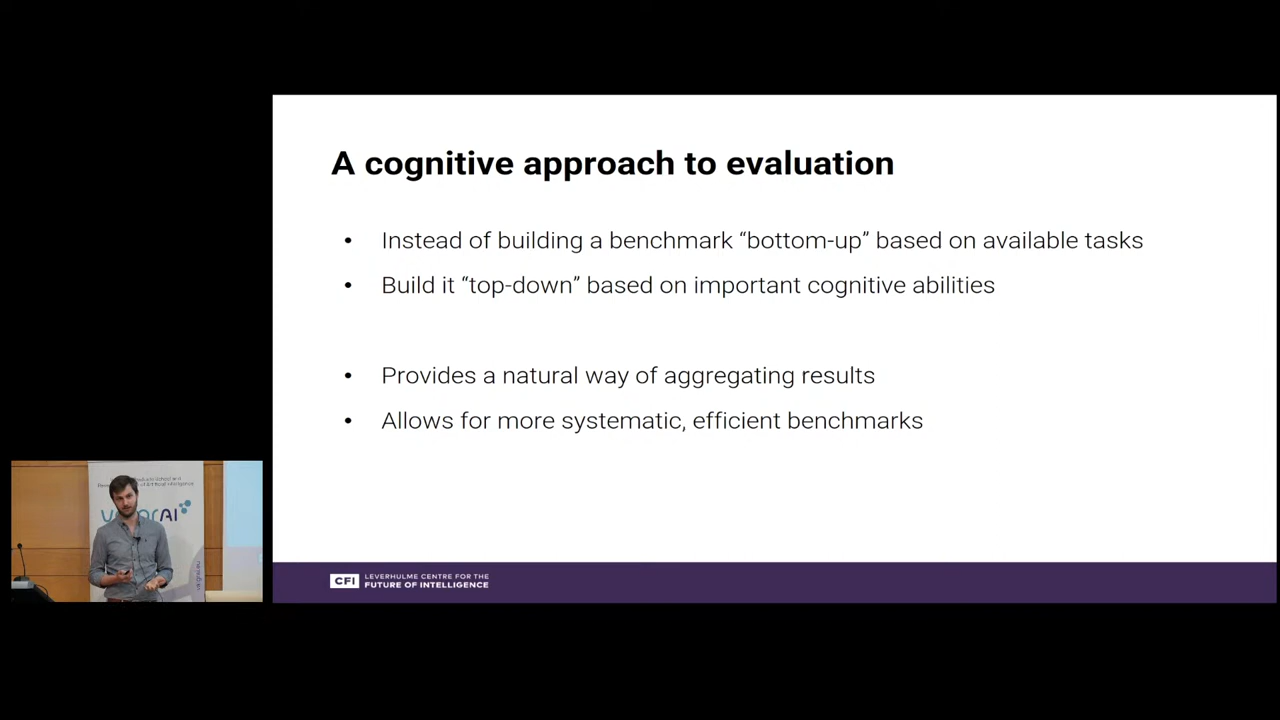 A cognitive approach to evaluation
• Instead of building a benchmark “bottom-up” based on available tasks
• Build it “top-down” based on important cognitive abilities
• Provides a natural way of aggregating results
• Allows for more systematic, efficient benchmarks
CFI LEVERHULME CENTRE FOR THE
FUTURE OF INTELLIGENCE